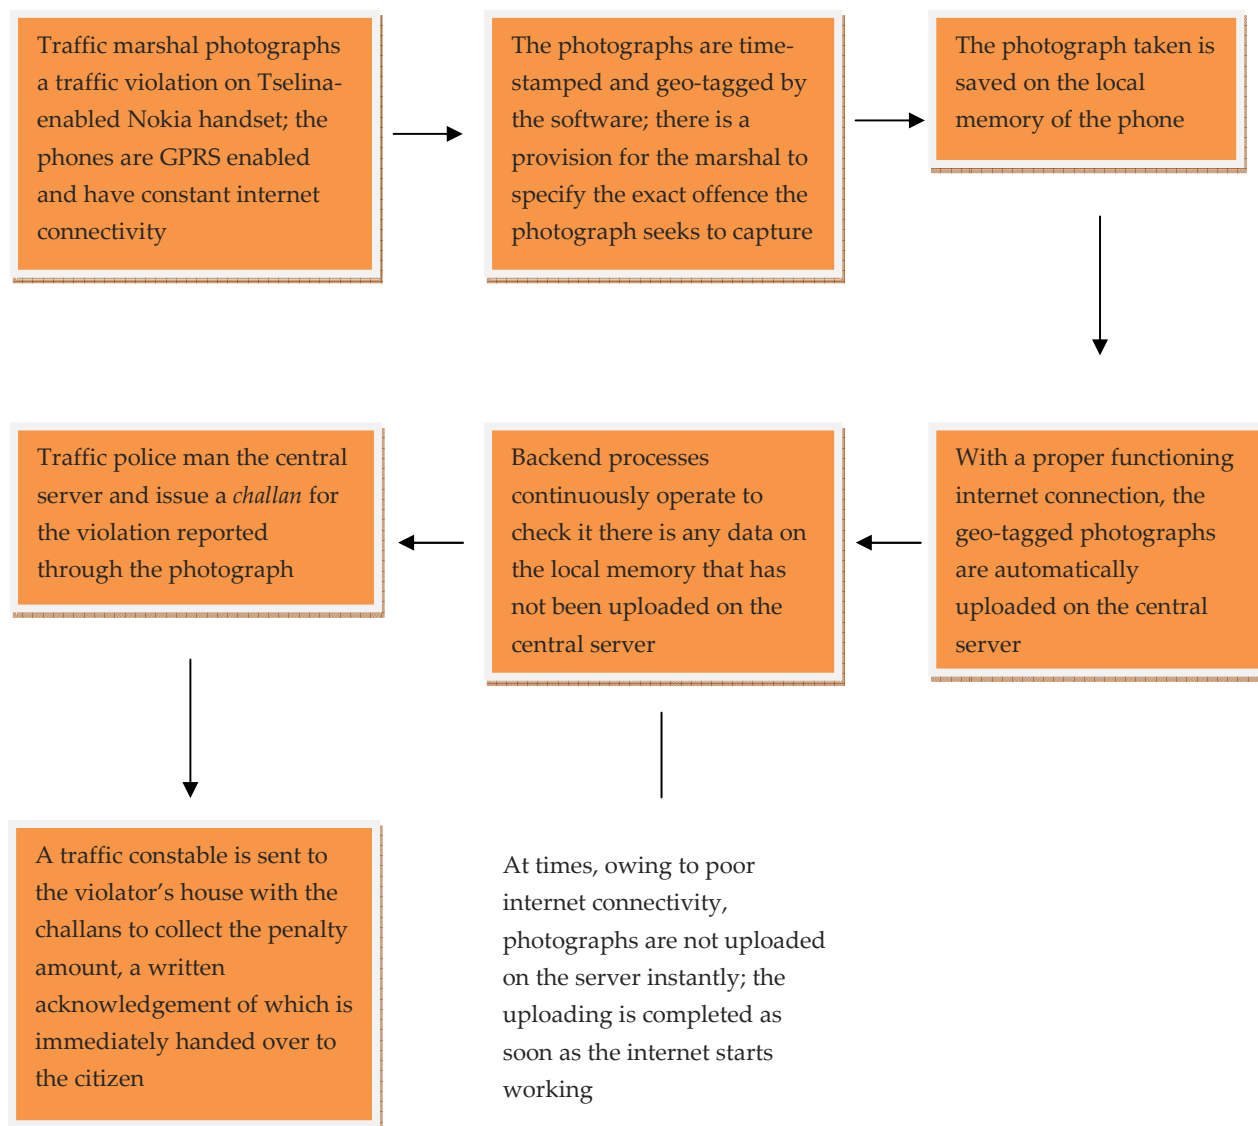 Traffic marshal photographs
a traffic violation on Tselina-
enabled Nokia handset; the
phones are GPRS enabled
and have constant internet
connectivity
The photographs are time-
stamped and geo-tagged by
the software; there is a
provision for the marshal to
specify the exact offence the
photograph seeks to capture
The photograph taken is
saved on the local
memory of the phone
With a proper functioning
internet connection, the
geo-tagged photographs
are automatically
uploaded on the central
server
Backend processes
continuously operate to
check it there is any data on
the local memory that has
not been uploaded on the
central server
Traffic police man the central
server and issue a challan for
the violation reported
through the photograph
A traffic constable is sent to
the violator’s house with the
challans to collect the penalty
amount, a written
acknowledgement of which is
immediately handed over to
the citizen
At times, owing to poor
internet connectivity,
photographs are not uploaded
on the server instantly; the
uploading is completed as
soon as the internet starts
working